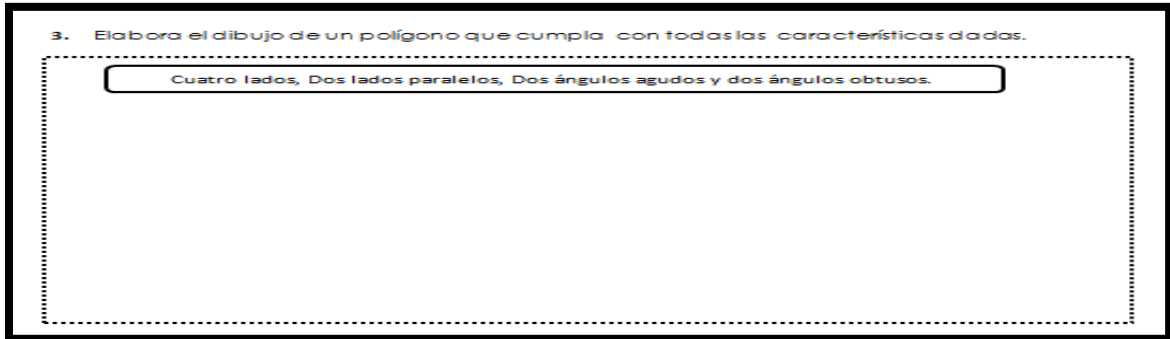 3. Elabora el dibujo de un polígono que cumpla con todas las características dadas.
Cuatro lados, Dos lados paralelos, Dos ángulos agudos y dos ángulos obtusos.